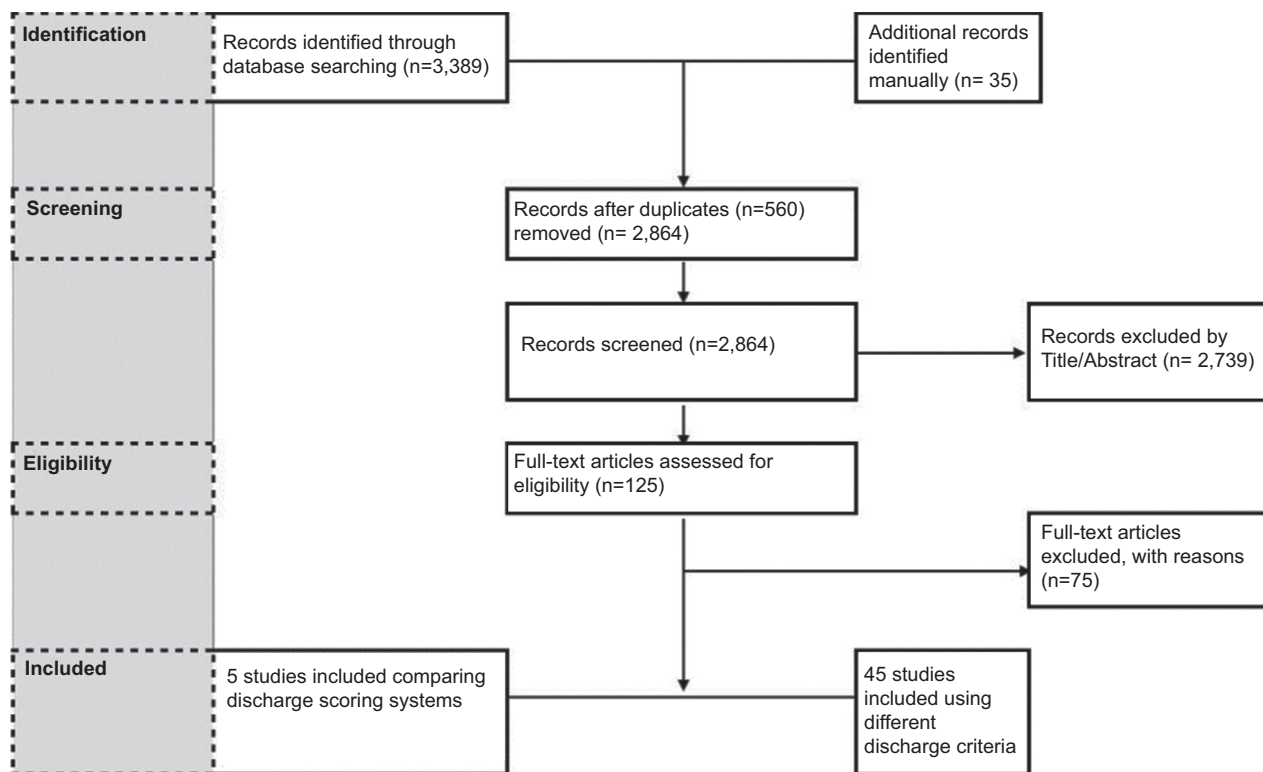 Identification
Records identified through
database searching (n=3,389)
Additional records
identified
manually (n= 35)
Screening
Records after duplicates (n=560)
removed (n= 2,864)
Records screened (n=2,864)
Records excluded by
Title/Abstract (n= 2,739)
Eligibility
Full-text articles assessed for
eligibility (n=125)
Full-text articles
excluded, with reasons
(n=75)
Included
5 studies included comparing
discharge scoring systems
45 studies
included using
different
discharge criteria